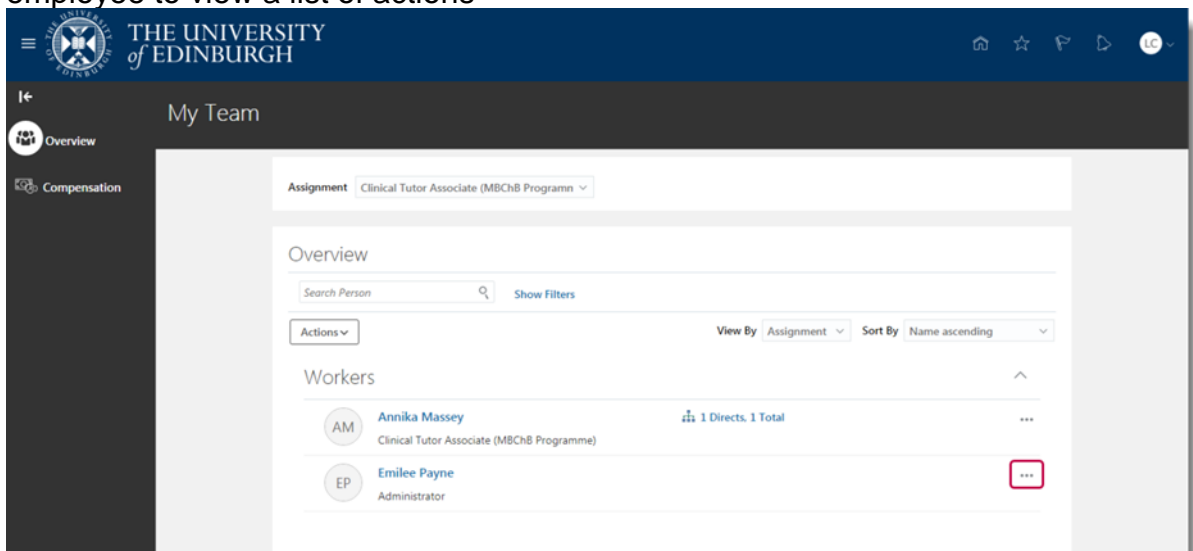 employee to view a list of actions
THE UNIVERSITY
of EDINBURGH
LC
My Team
Overview
Compensation
Assignment Clinical Tutor Associate (MBChB Programn
Overview
Search Person Show Filters
Actions View By Assignment Sort By Name ascending
Workers
AM Annika Massey 1 Directs, 1 Total ...
Clinical Tutor Associate (MBChB Programme)
EP Emilee Payne ...
Administrator